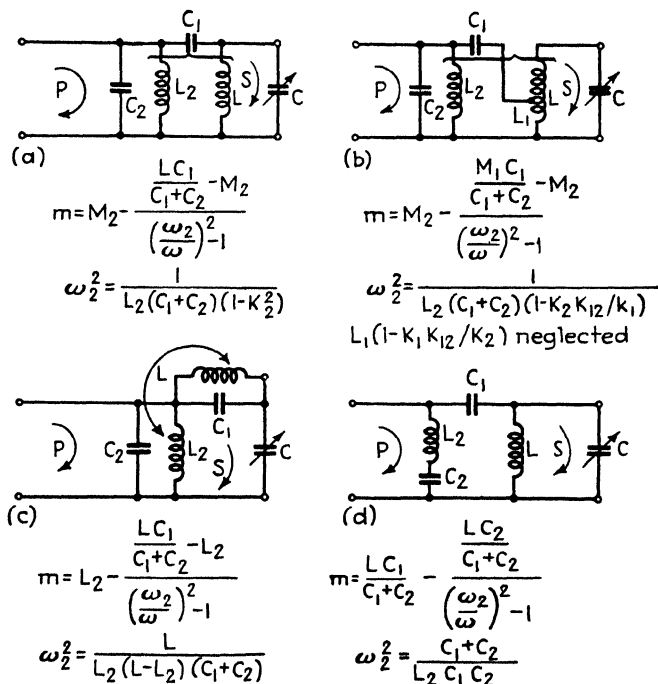 C₁
P C₂ L₂ L S C
(a)
m = M₂ - (LC₁/(C₁+C₂) - M₂)/((ω₂/ω)² - 1)
ω₂² = 1/(L₂(C₁+C₂)(1-K₂²))
C₁
P C₂ L₂ L₁ L S C
(b)
m = M₂ - (M₁C₁/(C₁+C₂) - M₂)/((ω₂/ω)² - 1)
ω₂² = 1/(L₂(C₁+C₂)(1-K₂K₁₂/k₁))
L₁(1-K₁K₁₂/K₂) neglected
L
C₁
P C₂ L₂ S C
(c)
m = L₂ - (LC₁/(C₁+C₂) - L₂)/((ω₂/ω)² - 1)
ω₂² = L/(L₂(L-L₂)(C₁+C₂))
C₁
P L₂ C₂ L S C
(d)
m = LC₁/(C₁+C₂) - (LC₂/(C₁+C₂))/((ω₂/ω)² - 1)
ω₂² = (C₁+C₂)/(L₂C₁C₂)